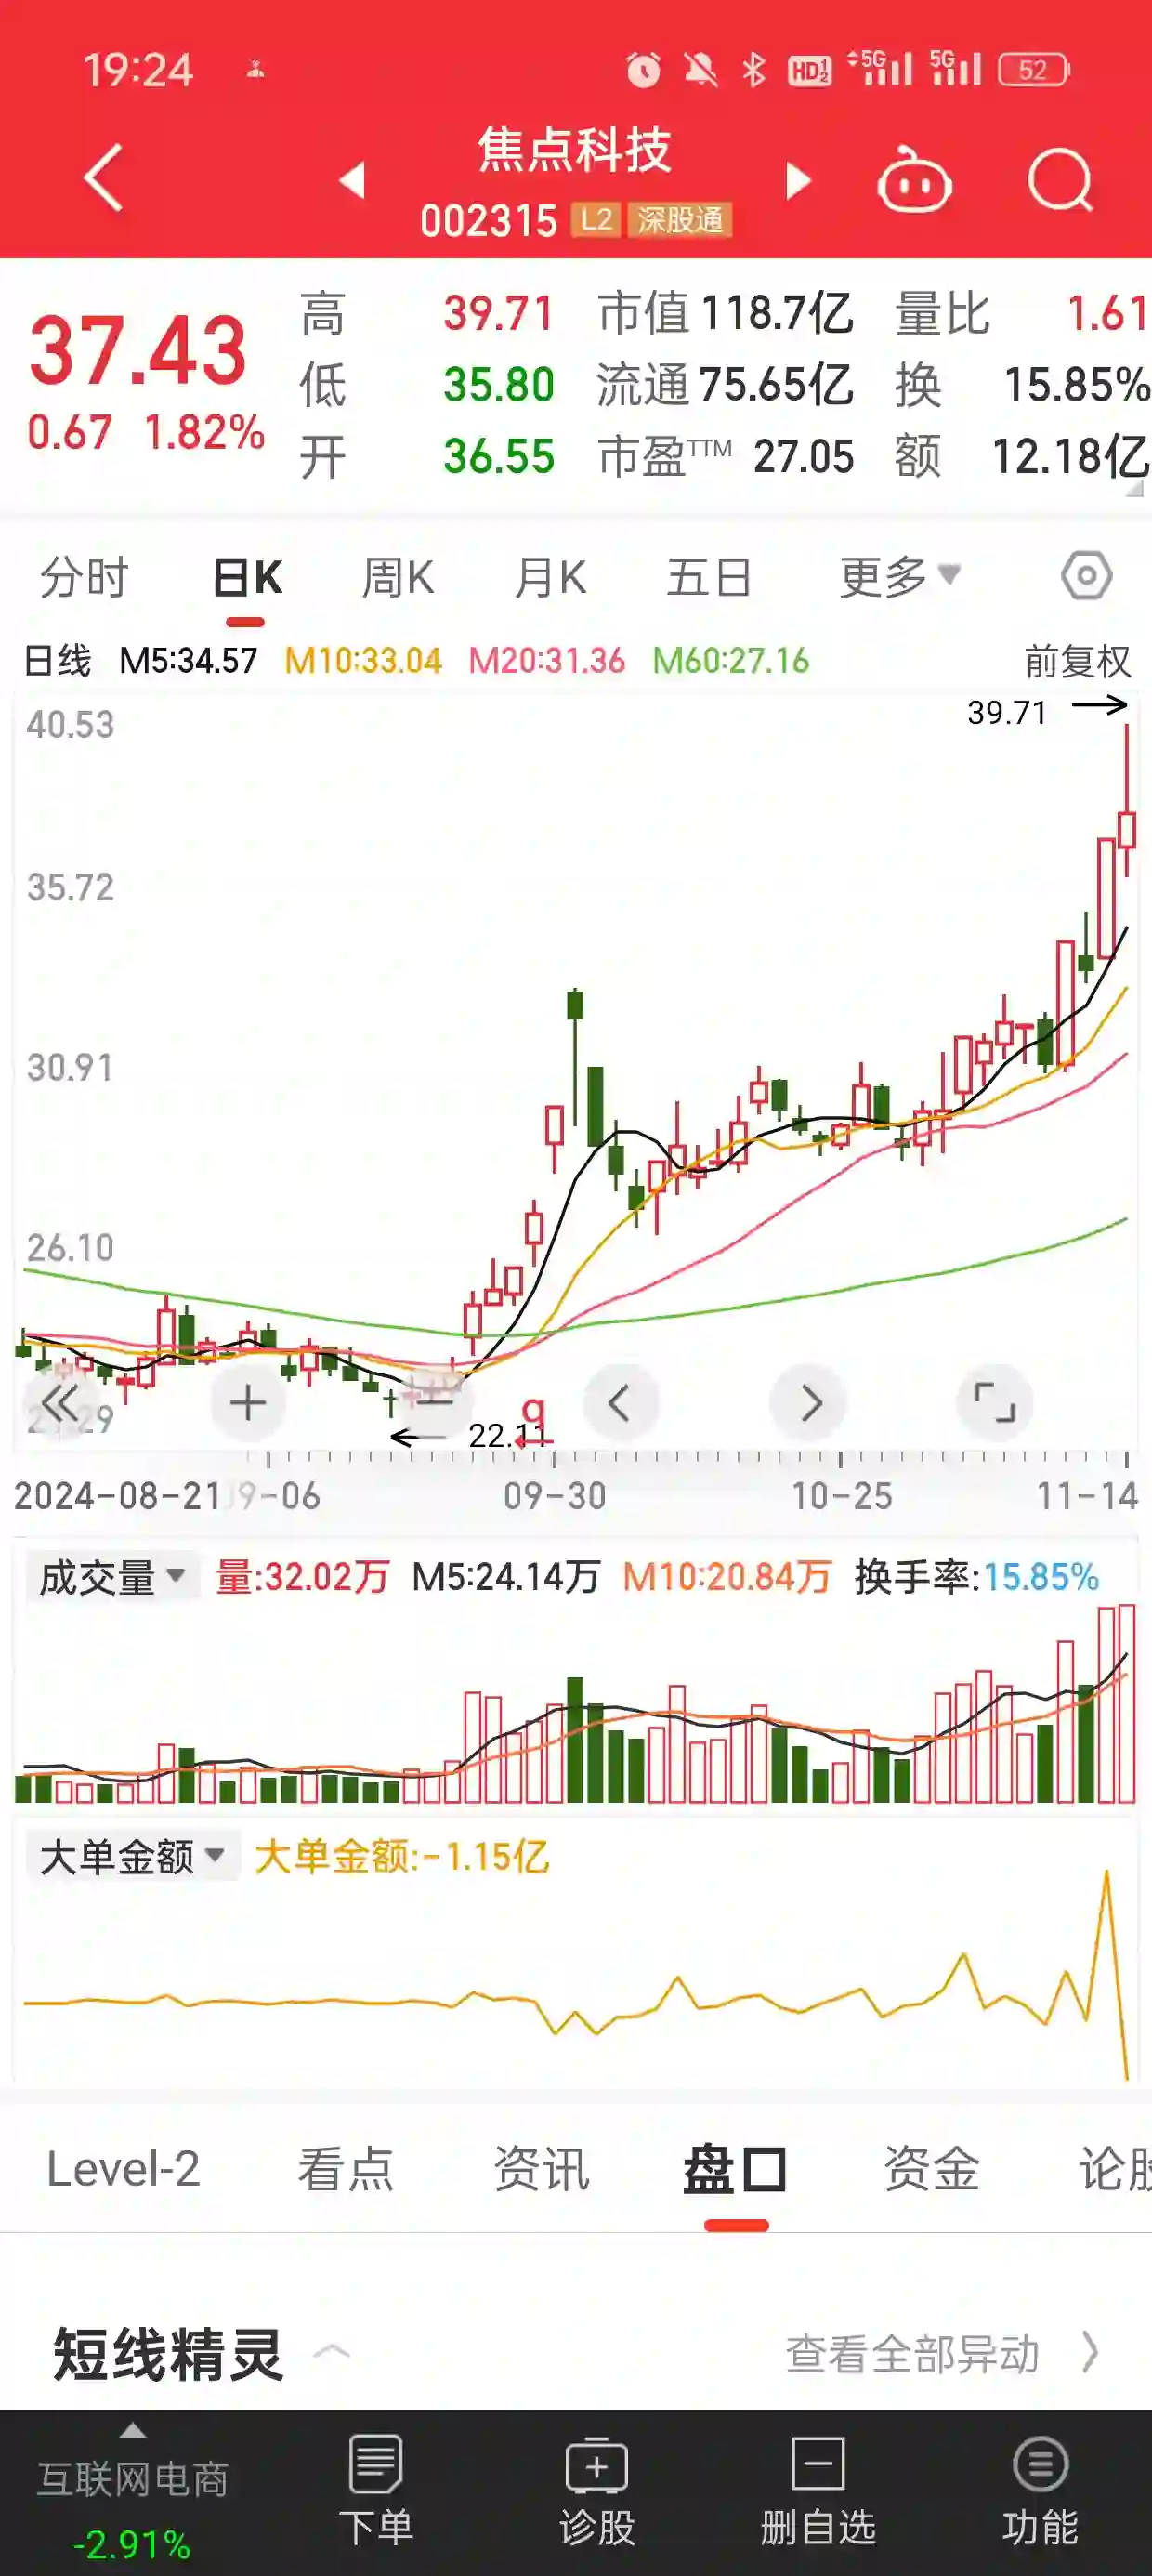 19:24 HD 1 2 5G 5G 52
焦点科技
002315 L2 深股通
37.43
0.67 1.82%
高 39.71 市值 118.7亿 量比 1.61
低 35.80 流通 75.65亿 换 15.85%
开 36.55 市盈TTM 27.05 额 12.18亿
分时 日K 周K 月K 五日 更多
日线 M5:34.57 M10:33.04 M20:31.36 M60:27.16 前复权
40.53
39.71
35.72
30.91
26.10
q
22.11
2024-08-21 9-06 09-30 10-25 11-14
成交量 量:32.02万 M5:24.14万 M10:20.84万 换手率:15.85%
大单金额 大单金额:-1.15亿
Level-2 看点 资讯 盘口 资金 论股
短线精灵 查看全部异动
互联网电商
-2.91%
下单 诊股 删自选 功能